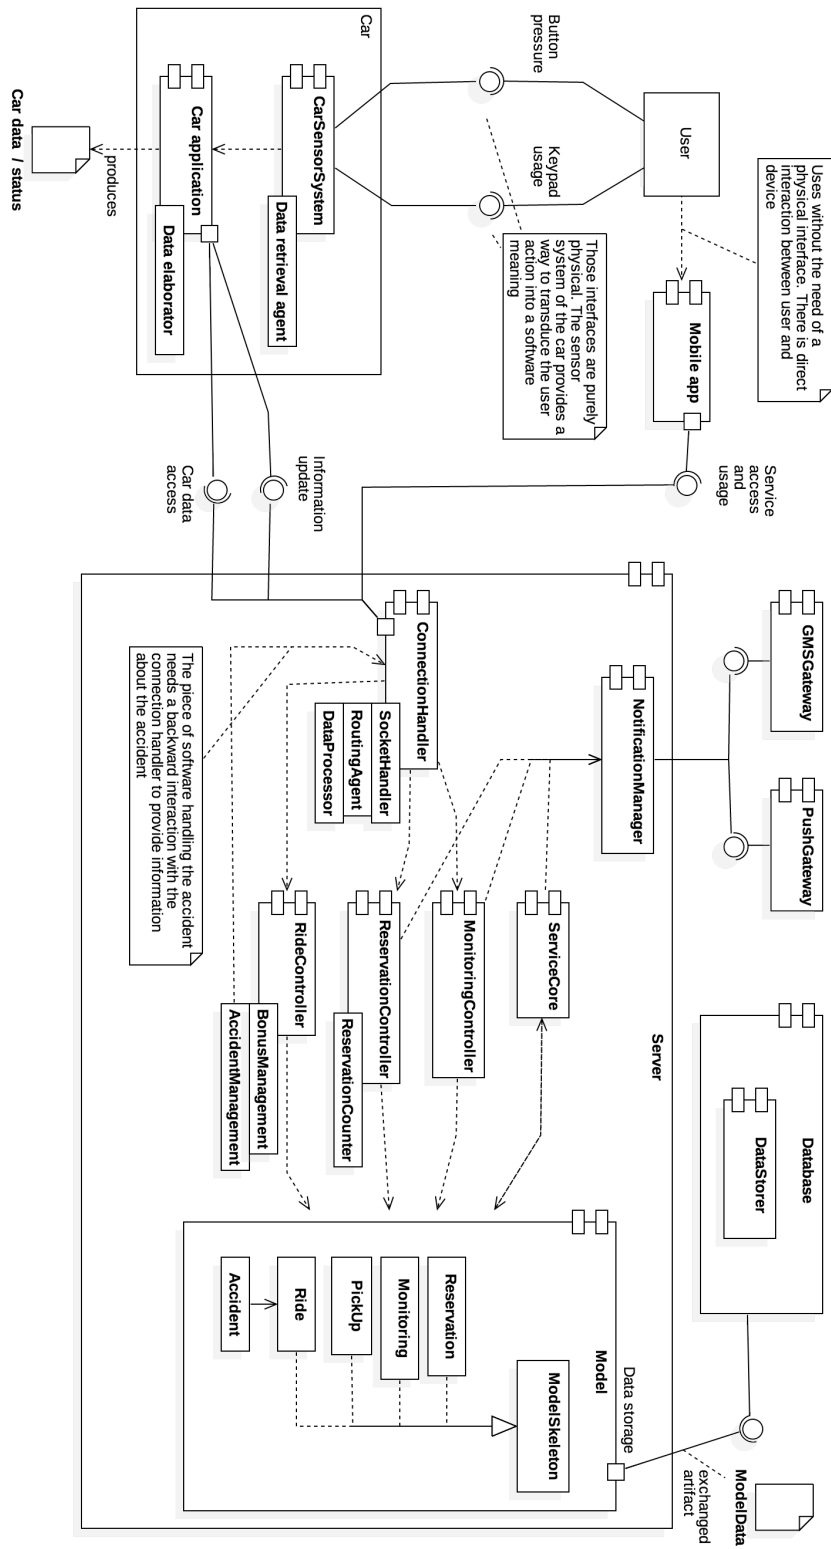 Uses without the need of a
physical interface. There is direct
interaction between user and
device
User
Mobile app
Service
access
and
usage
Button
pressure
Keypad
usage
Those interfaces are purely
physical. The sensor
system of the car provides a
way to transduce the user
action into a software
meaning
Car
CarSensorSystem
Data retrieval agent
Car application
Data elaborator
produces
Car data / status
Information
update
Car data
access
GMSGateway
PushGateway
NotificationManager
Database
DataStorer
ModelData
exchanged
artifact
Server
ConnectionHandler
SocketHandler
RoutingAgent
DataProcessor
ServiceCore
MonitoringController
ReservationController
ReservationCounter
RideController
BonusManagement
AccidentManagement
The piece of software handling the accident
needs a backward interaction with the
connection handler to provide information
about the accident
Data storage
Model
ModelSkeleton
Reservation
Monitoring
PickUp
Ride
Accident